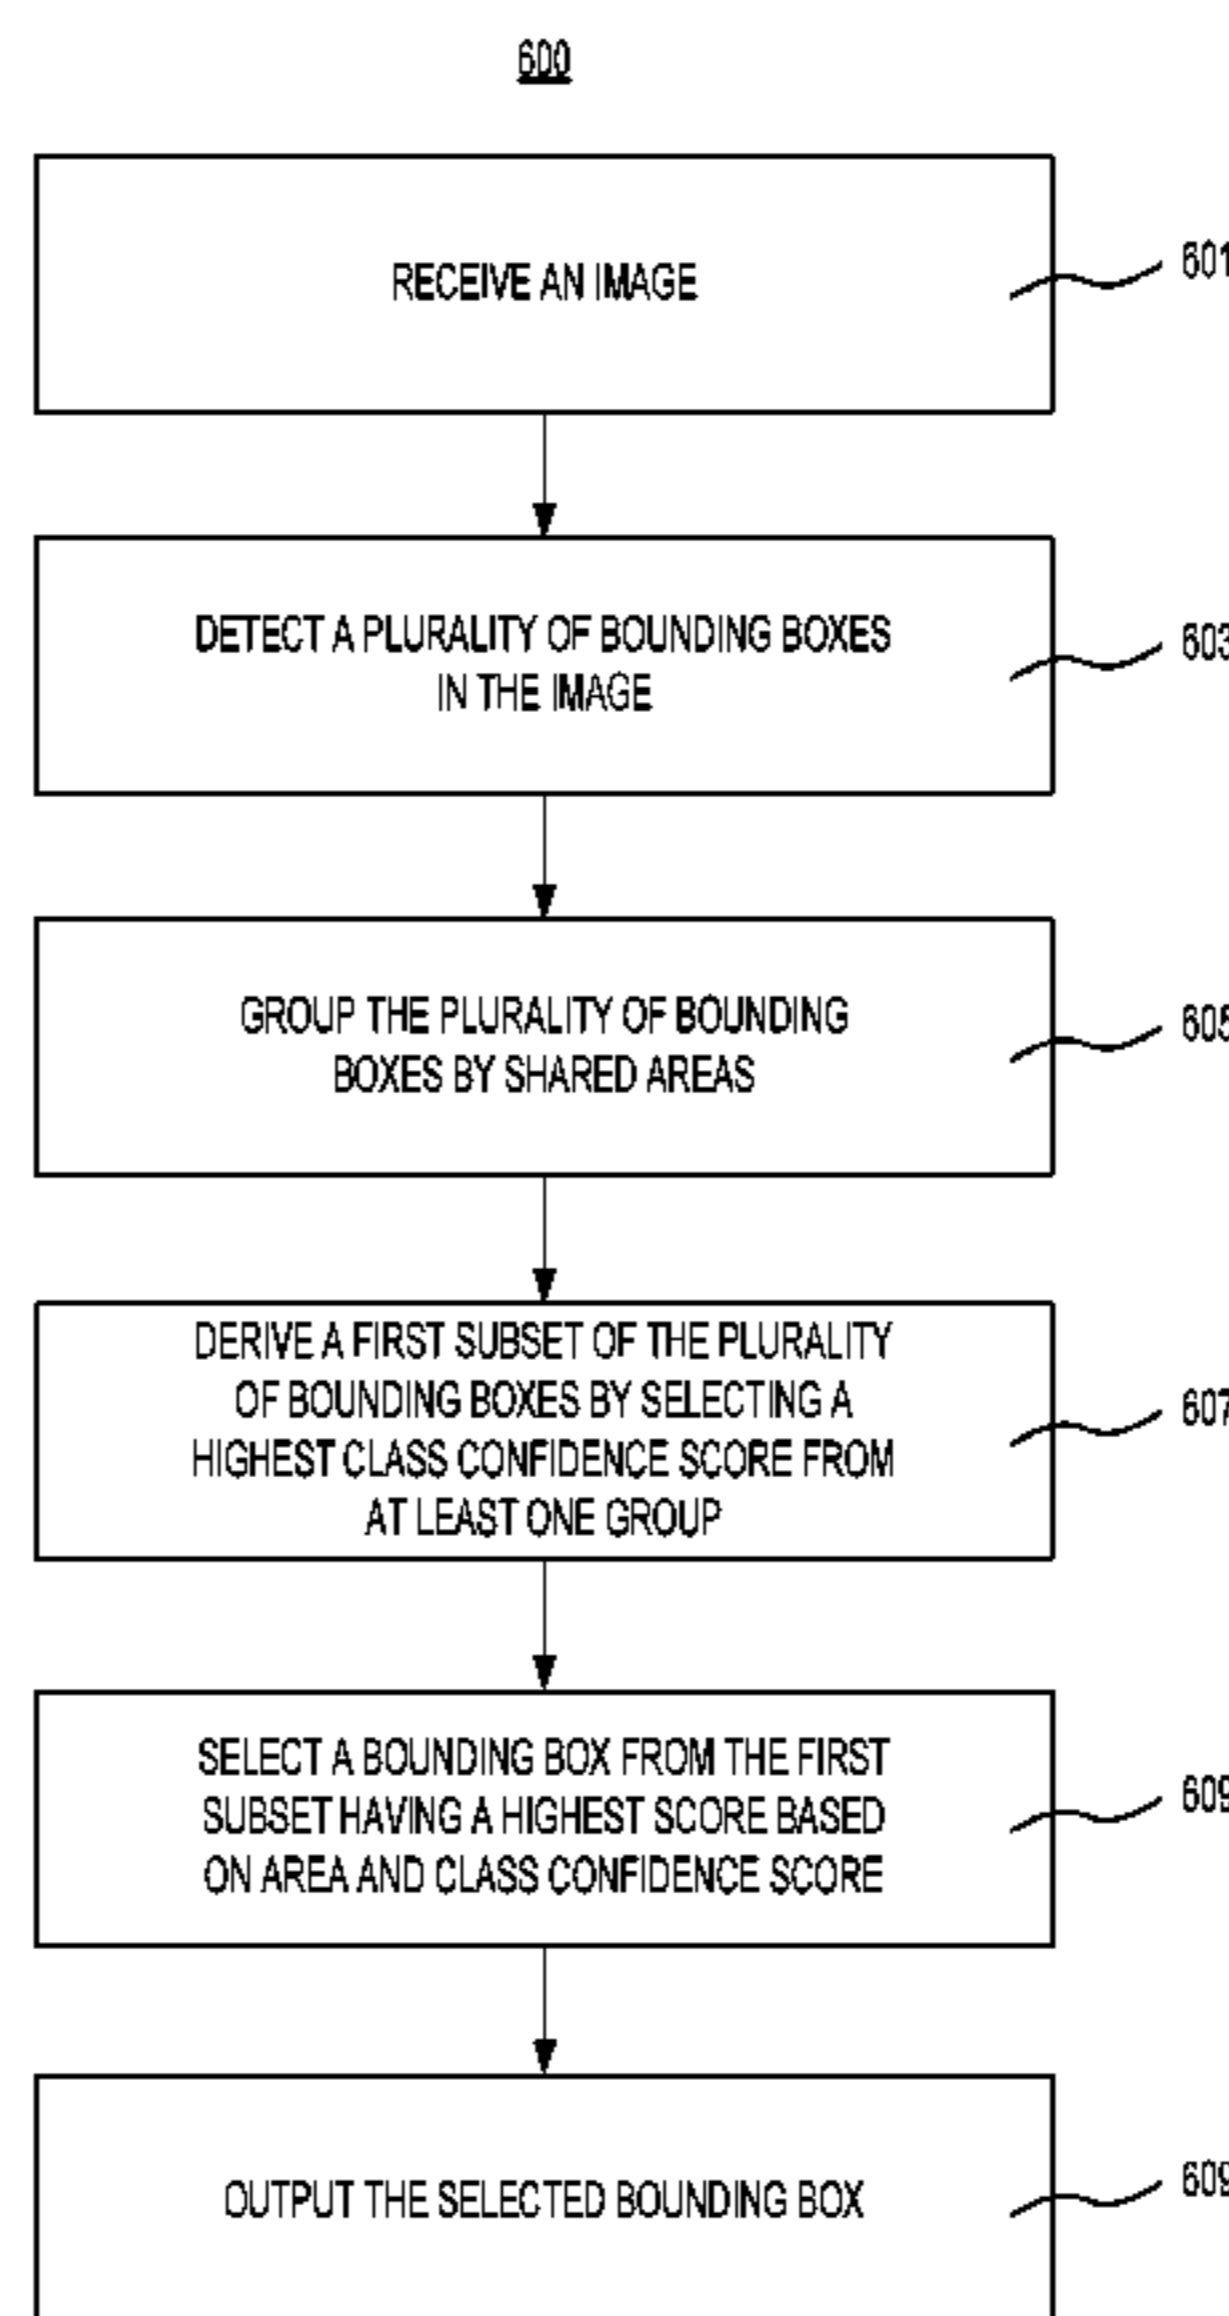 600
RECEIVE AN IMAGE
601
DETECT A PLURALITY OF BOUNDING BOXES
IN THE IMAGE
603
GROUP THE PLURALITY OF BOUNDING
BOXES BY SHARED AREAS
605
DERIVE A FIRST SUBSET OF THE PLURALITY
OF BOUNDING BOXES BY SELECTING A
HIGHEST CLASS CONFIDENCE SCORE FROM
AT LEAST ONE GROUP
607
SELECT A BOUNDING BOX FROM THE FIRST
SUBSET HAVING A HIGHEST SCORE BASED
ON AREA AND CLASS CONFIDENCE SCORE
609
OUTPUT THE SELECTED BOUNDING BOX
609